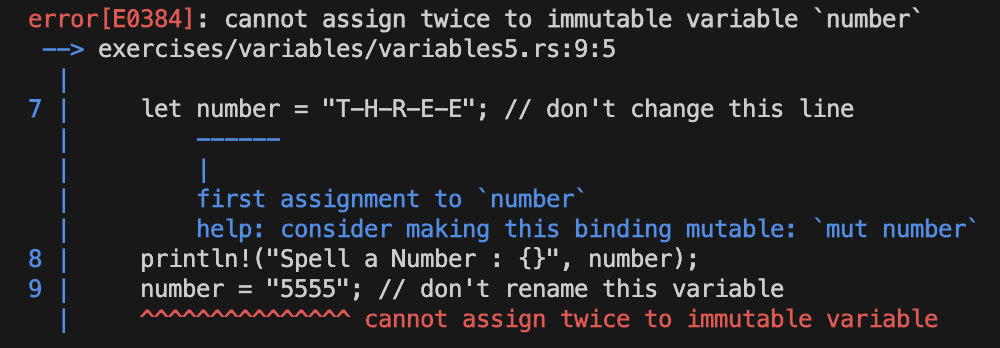 error[E0384]: cannot assign twice to immutable variable `number`
 --> exercises/variables/variables5.rs:9:5
  |
7 |     let number = "T-H-R-E-E"; // don't change this line
  |         ------
  |         |
  |         first assignment to `number`
  |         help: consider making this binding mutable: `mut number`
8 |     println!("Spell a Number : {}", number);
9 |     number = "5555"; // don't rename this variable
  |     ^^^^^^^^^^^^^^^ cannot assign twice to immutable variable